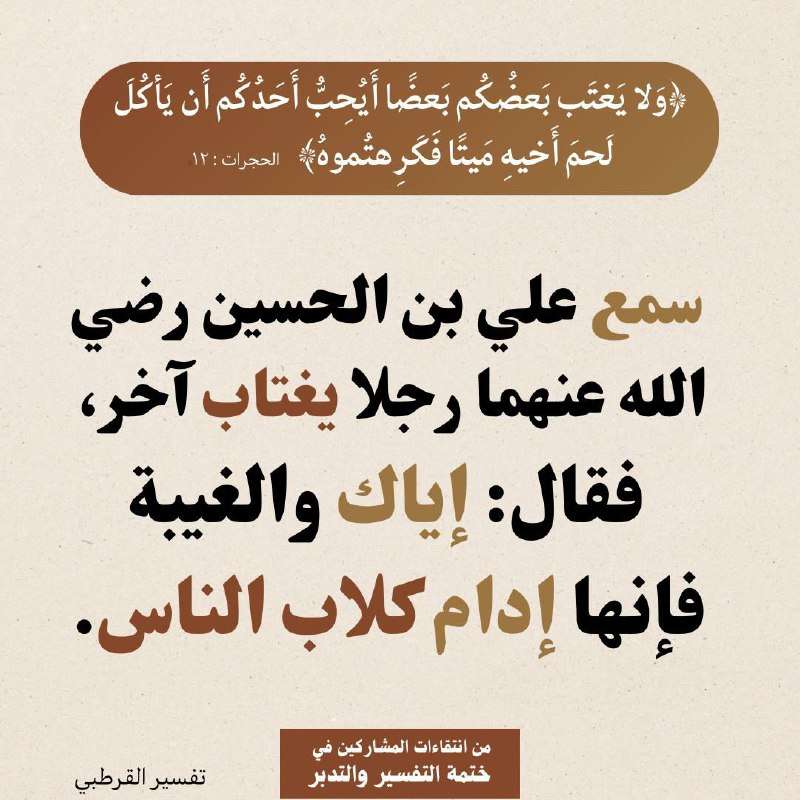 ﴿وَلا يَغتَب بَعضُكُم بَعضًا أَيُحِبُّ أَحَدُكُم أَن يَأكُلَ
لَحمَ أَخيهِ مَيتًا فَكَرِهتُموهُ﴾ الحجرات : ١٢
سمع علي بن الحسين رضي
الله عنهما رجلا يغتاب آخر،
فقال: إياك والغيبة
فإنها إدام كلاب الناس.
من انتقاءات المشاركين في
ختمة التفسير والتدبر
تفسير القرطبي